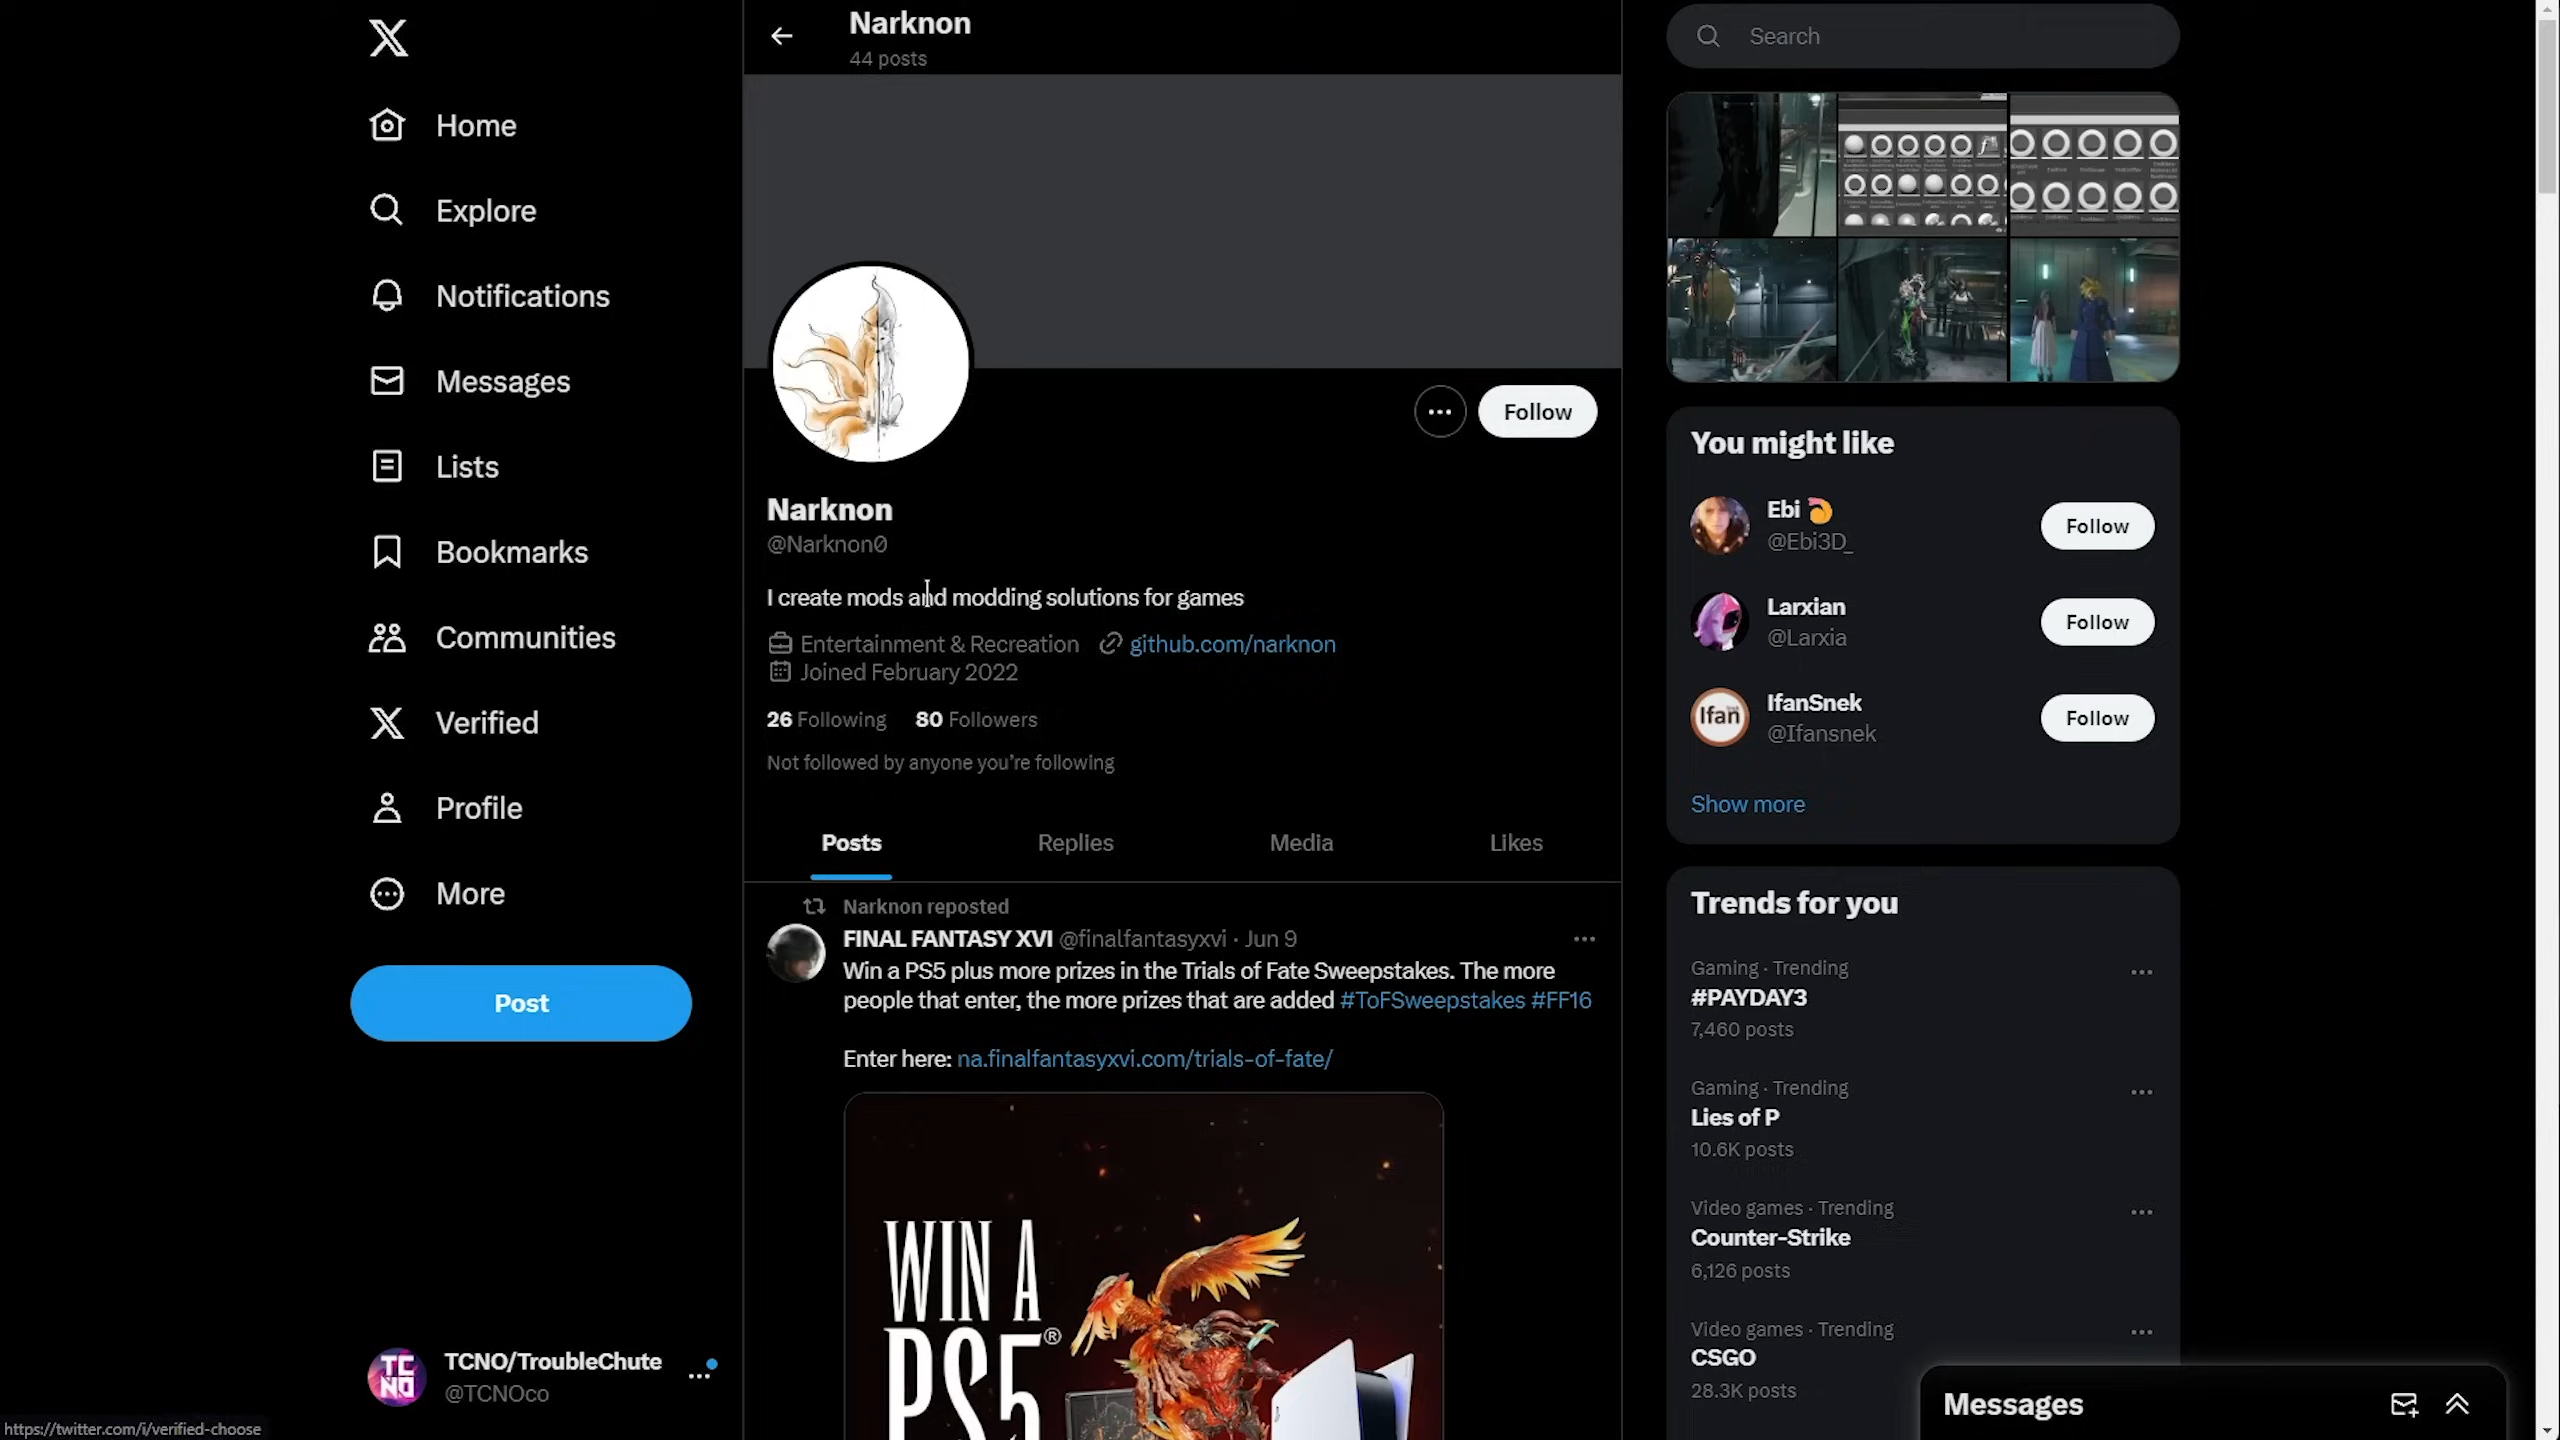 Home
Explore
Notifications
Messages
Lists
Bookmarks
Communities
Verified
Profile
More
Post
TCNO/TroubleChute
@TCNOco
https://twitter.com/i/verified-choose
Narknon
44 posts
Follow
Narknon
@Narknon0
I create mods and modding solutions for games
Entertainment & Recreation github.com/narknon
Joined February 2022
26 Following 80 Followers
Not followed by anyone you're following
Posts Replies Media Likes
Narknon reposted
FINAL FANTASY XVI @finalfantasyxvi · Jun 9
Win a PS5 plus more prizes in the Trials of Fate Sweepstakes. The more
people that enter, the more prizes that are added #ToFSweepstakes #FF16
Enter here: na.finalfantasyxvi.com/trials-of-fate/
WIN A
PS5®
Search
You might like
Ebi
@Ebi3D_
Follow
Larxian
@Larxia
Follow
Ifan
IfanSnek
@Ifansnek
Follow
Show more
Trends for you
Gaming · Trending
#PAYDAY3
7,460 posts
Gaming · Trending
Lies of P
10.6K posts
Video games · Trending
Counter-Strike
6,126 posts
Video games · Trending
CSGO
28.3K posts
Messages